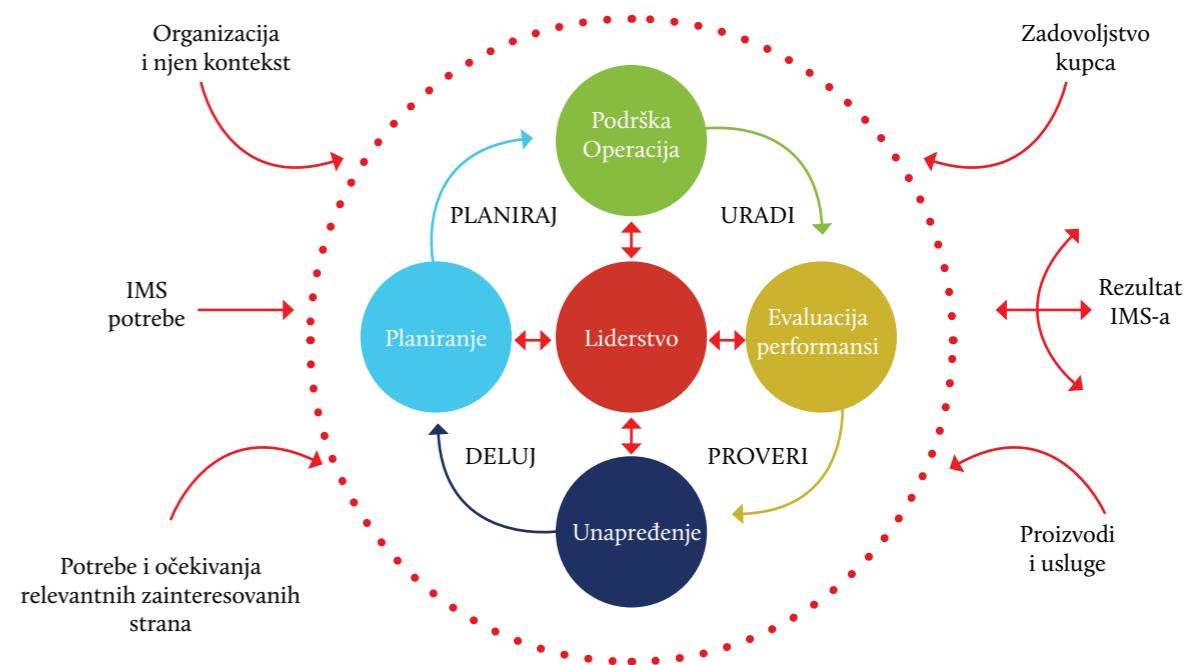 Organizacija
i njen kontekst
Zadovoljstvo
kupca
Podrška
Operacija
PLANIRAJ
URADI
IMS
potrebe
Planiranje
Liderstvo
Evaluacija
performansi
Rezultat
IMS-a
DELUJ
PROVERI
Unapređenje
Potrebe i očekivanja
relevantnih zainteresovanih
strana
Proizvodi
i usluge